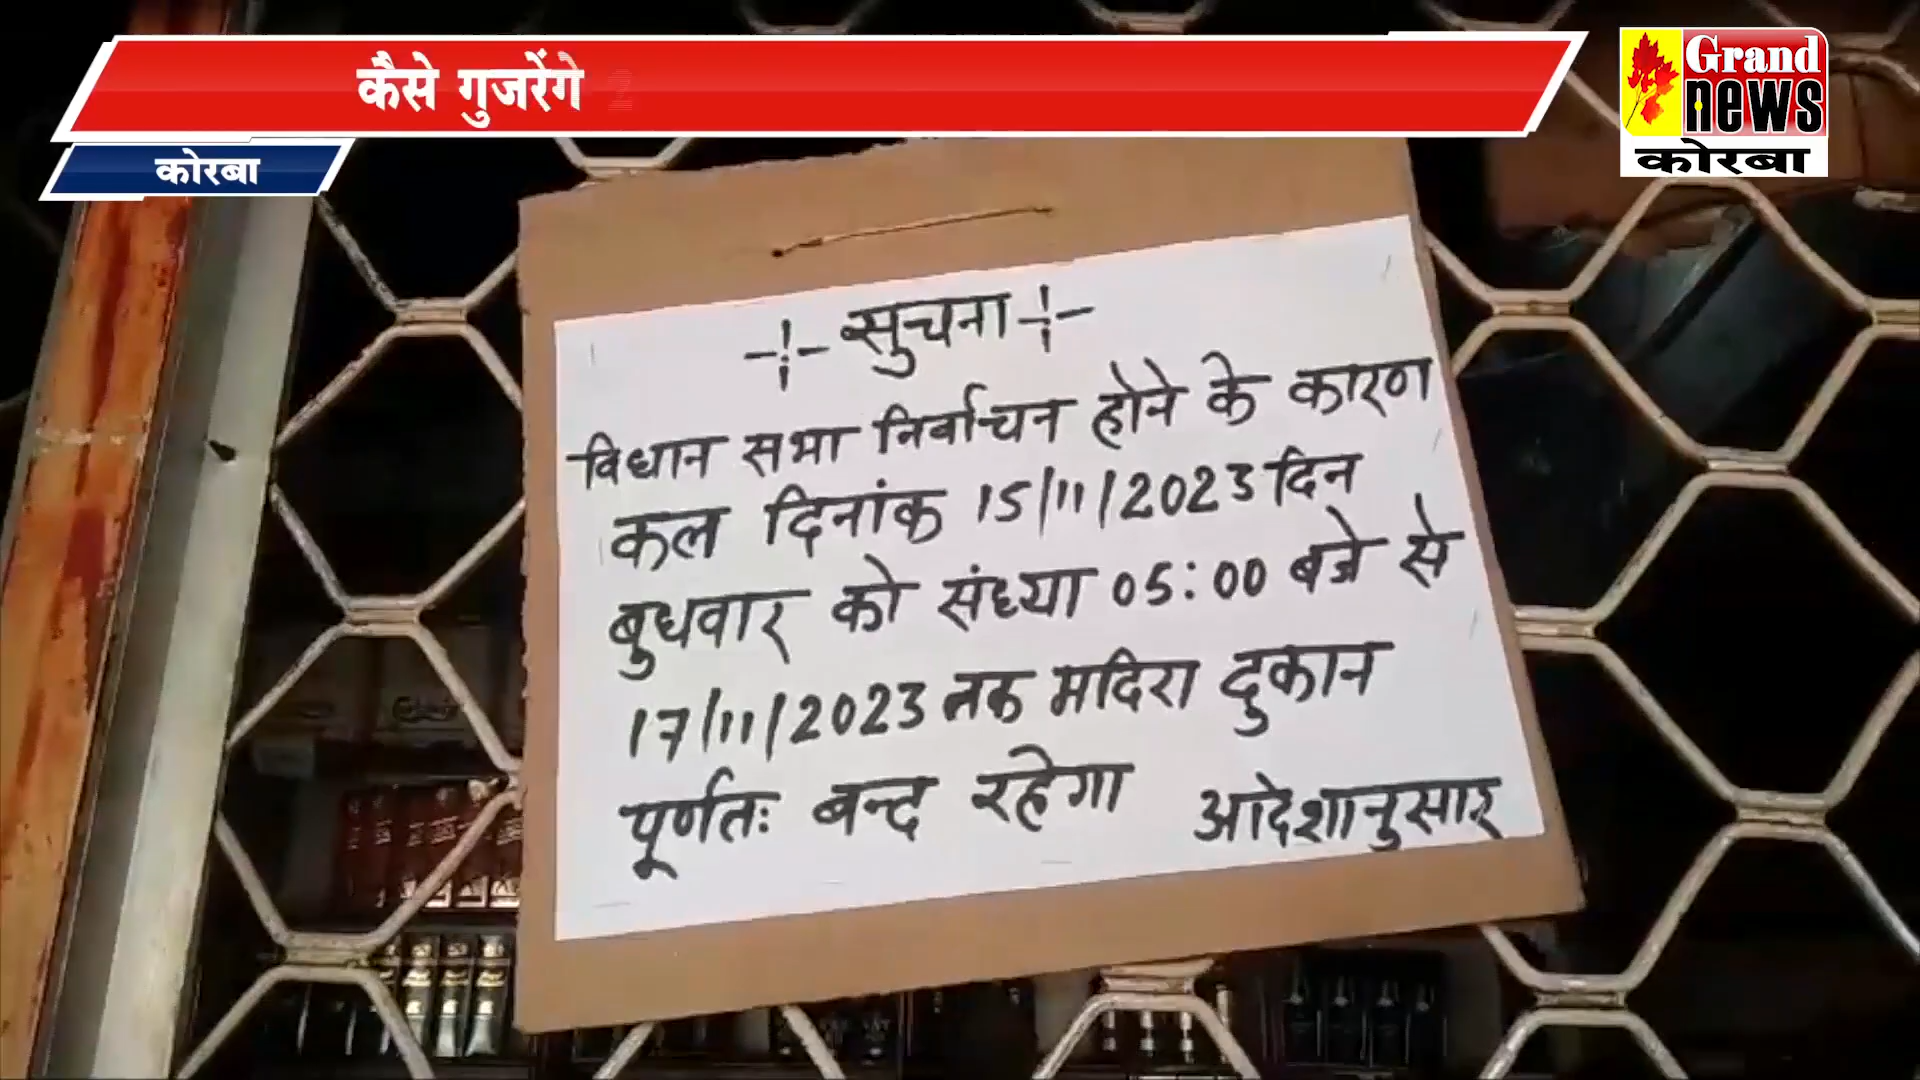 कैसे गुजरेंगे 2
कोरबा
Grand
news
कोरबा
सुचना
विधान सभा निर्वाचन होने के कारण
कल दिनांक 15/11/2023 दिन
बुधवार को संध्या 05:00 बजे से
17/11/2023 तक मदिरा दुकान
पूर्णतः बन्द रहेगा आदेशानुसार